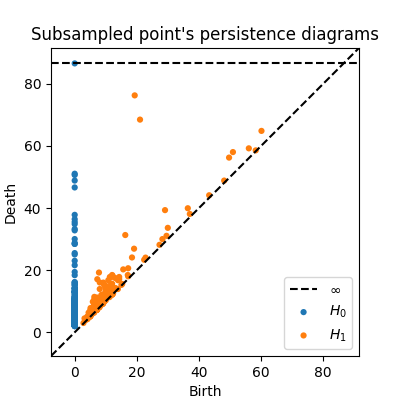 Subsampled point's persistence diagrams
Death
80
60
40
20
0
0 20 40 60 80
Birth
∞
H₀
H₁